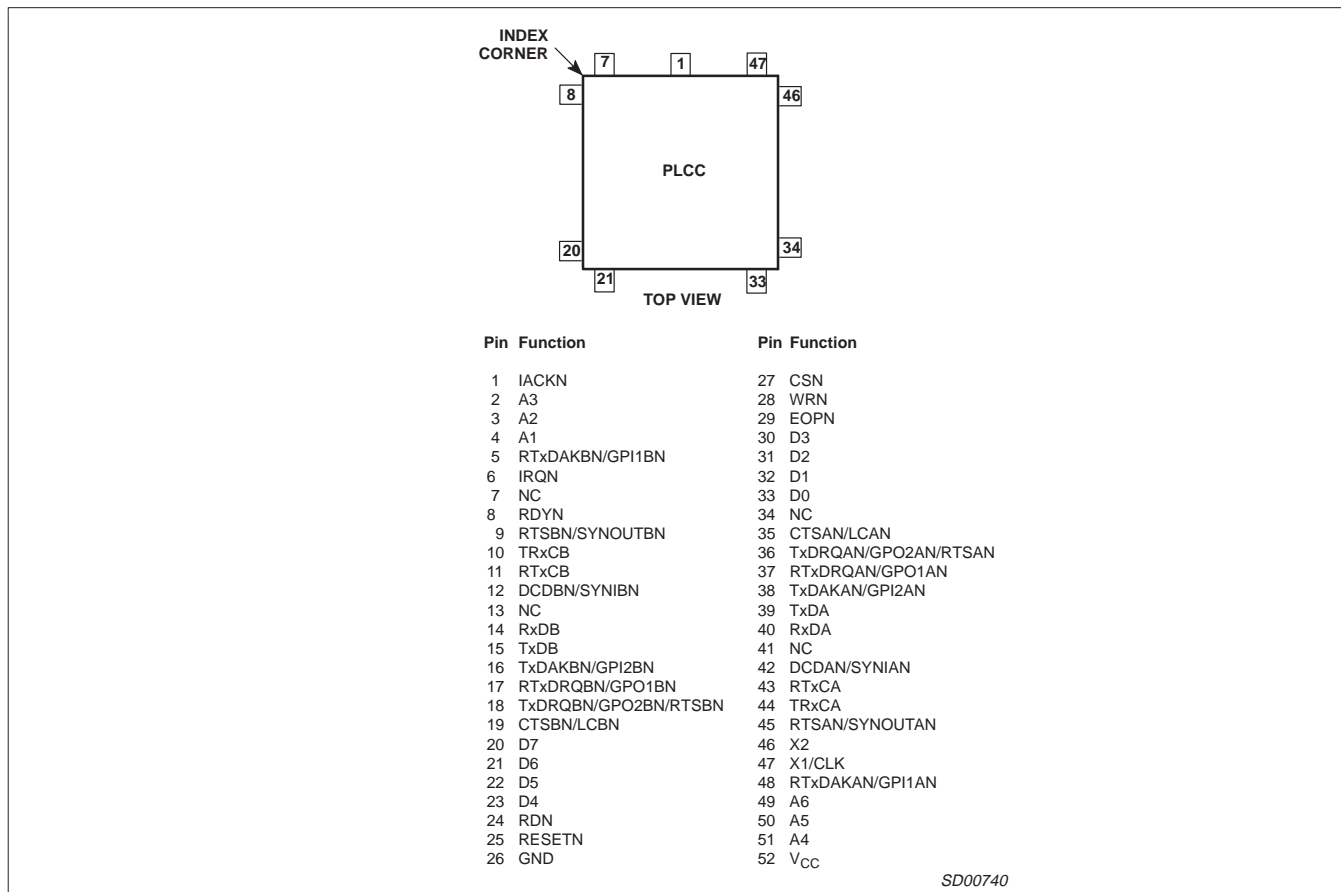 INDEX
CORNER
7 1 47
8 46
PLCC
20 34
21 33
TOP VIEW
Pin Function Pin Function
1 IACKN 27 CSN
2 A3 28 WRN
3 A2 29 EOPN
4 A1 30 D3
5 RTxDAKBN/GPI1BN 31 D2
6 IRQN 32 D1
7 NC 33 D0
8 RDYN 34 NC
9 RTSBN/SYNOUTBN 35 CTSAN/LCAN
10 TRxCB 36 TxDRQAN/GPO2AN/RTSAN
11 RTxCB 37 RTxDRQAN/GPO1AN
12 DCDBN/SYNIBN 38 TxDAKAN/GPI2AN
13 NC 39 TxDA
14 RxDB 40 RxDA
15 TxDB 41 NC
16 TxDAKBN/GPI2BN 42 DCDAN/SYNIAN
17 RTxDRQBN/GPO1BN 43 RTxCA
18 TxDRQBN/GPO2BN/RTSBN 44 TRxCA
19 CTSBN/LCBN 45 RTSAN/SYNOUTAN
20 D7 46 X2
21 D6 47 X1/CLK
22 D5 48 RTxDAKAN/GPI1AN
23 D4 49 A6
24 RDN 50 A5
25 RESETN 51 A4
26 GND 52 VCC
SD00740